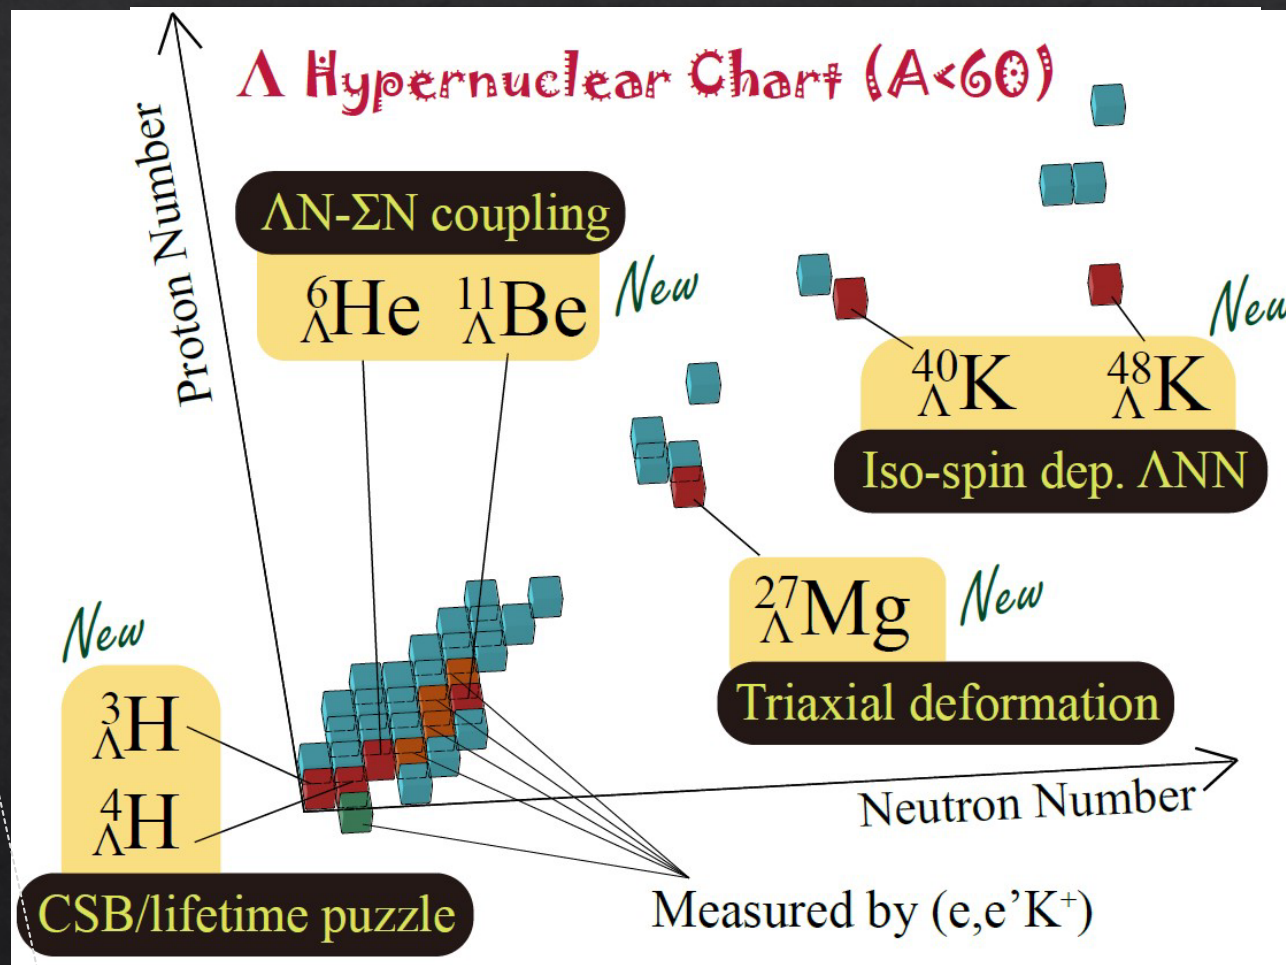 Λ Hypernuclear Chart (A<60)
Proton Number
ΛN-ΣN coupling
⁶ΛHe ¹¹ΛBe
New
New
⁴⁰ΛK ⁴⁸ΛK
Iso-spin dep. ΛNN
²⁷ΛMg
New
Triaxial deformation
New
³ΛH
⁴ΛH
CSB/lifetime puzzle
Neutron Number
Measured by (e,e’K⁺)